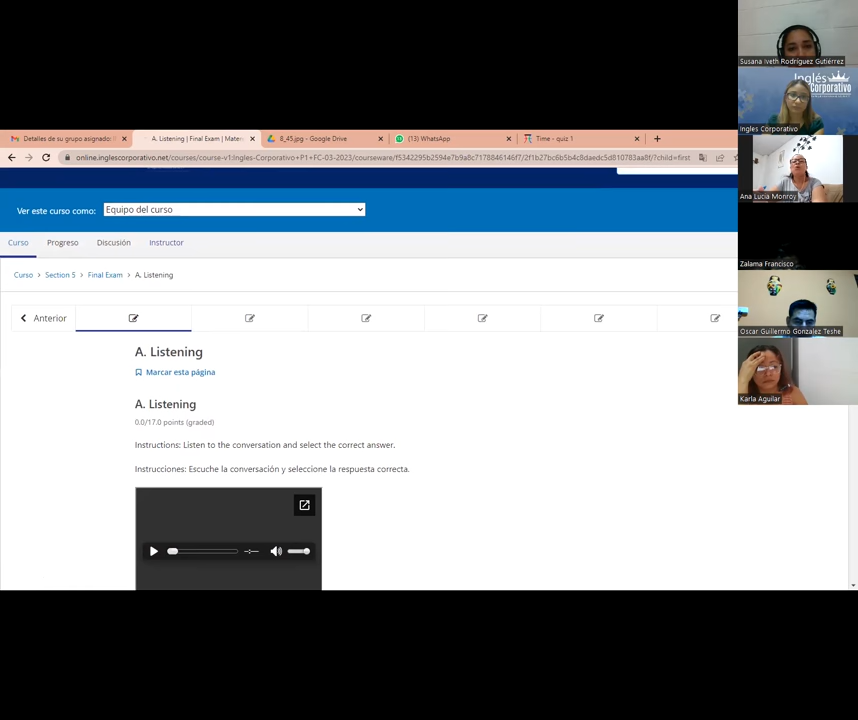 Detalles de su grupo asignado:
A. Listening | Final Exam | Mater
8_45.jpg - Google Drive
(13) WhatsApp
Time - quiz 1
online.inglescorporativo.net/courses/course-v1:Ingles-Corporativo+P1+FC-03-2023/courseware/f5342295b2594e7b9a8c7178846146f7/2f1b27bc6b5b4c8daedc5d810783aa8f/?child=first
Ver este curso como:
Equipo del curso
Curso
Progreso
Discusión
Instructor
Curso > Section 5 > Final Exam > A. Listening
Anterior
A. Listening
Marcar esta página
A. Listening
0.0/17.0 points (graded)
Instructions: Listen to the conversation and select the correct answer.
Instrucciones: Escuche la conversación y seleccione la respuesta correcta.
Susana Iveth Rodríguez Gutiérrez
Inglés
Corporativo
Ingles Corporativo
Ana Lucia Monroy
Zalama Francisco
Oscar Guillermo Gonzalez Teshe
Karla Aguilar